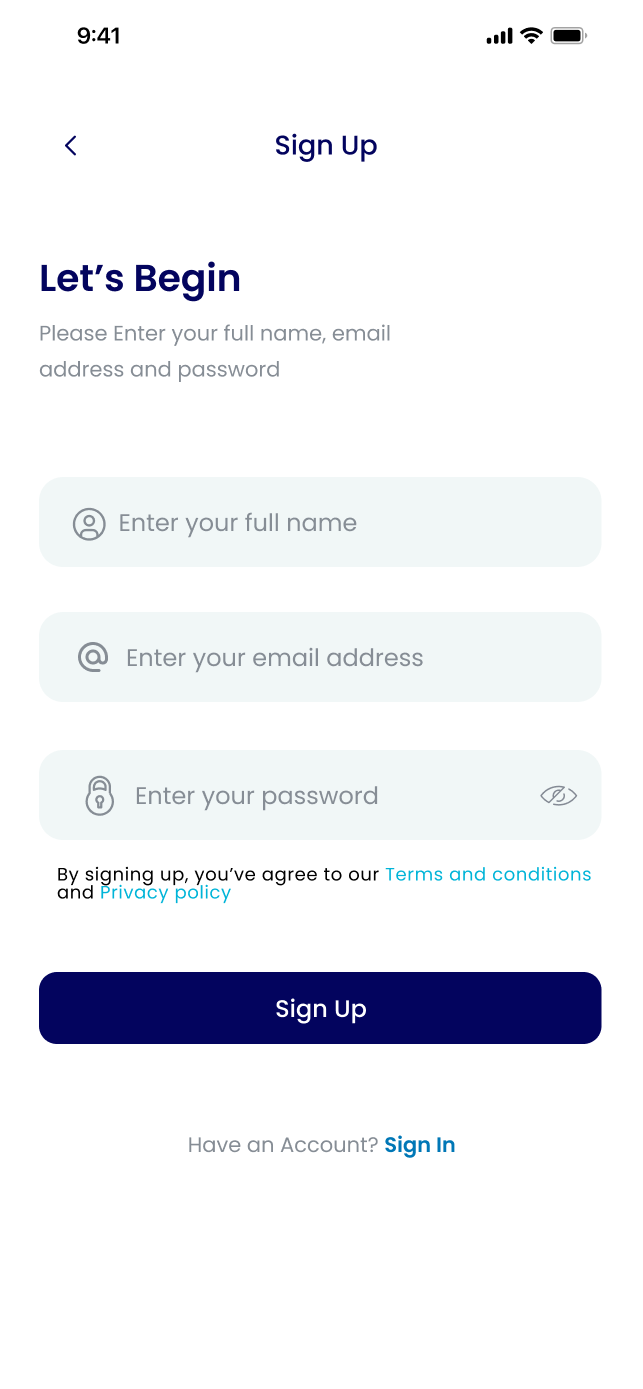 9:41
Sign Up
Let’s Begin
Please Enter your full name, email
address and password
Enter your full name
Enter your email address
Enter your password
By signing up, you’ve agree to our Terms and conditions
and Privacy policy
Sign Up
Have an Account? Sign In